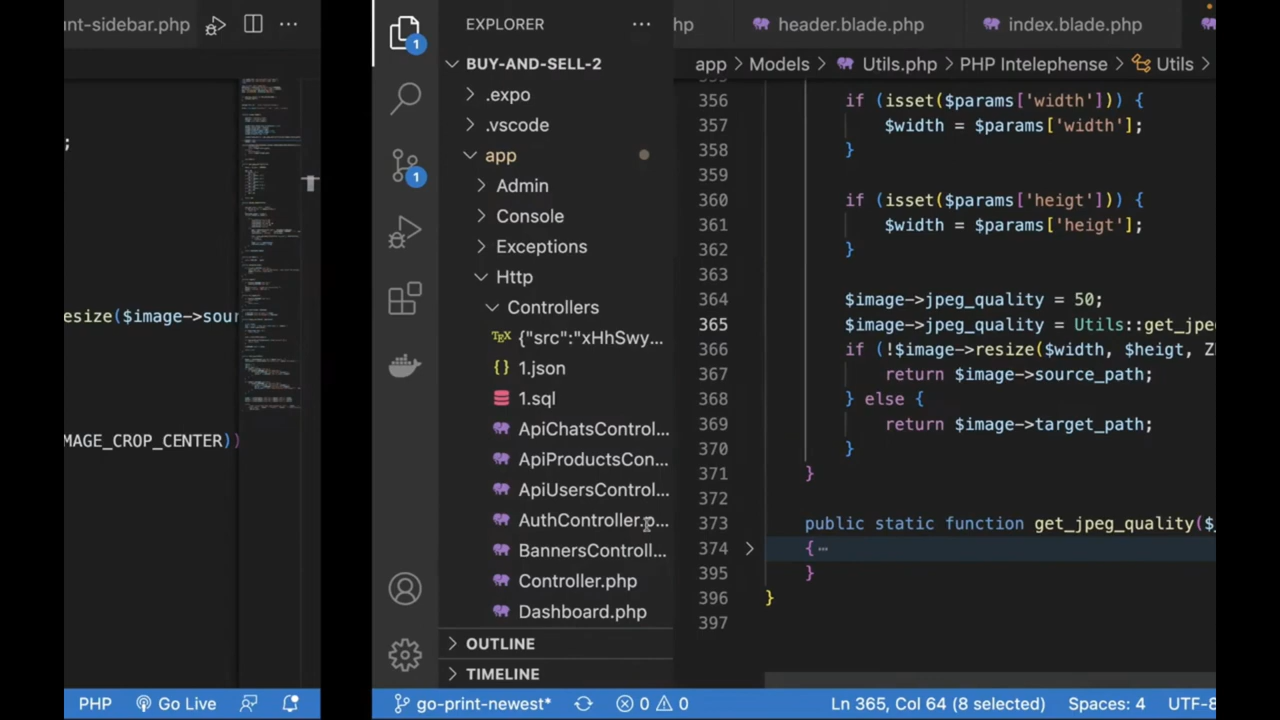 nt-sidebar.php
;
esize($image->sour
MAGE_CROP_CENTER))
PHP Go Live
1
1
EXPLORER
BUY-AND-SELL-2
.expo
.vscode
app
Admin
Console
Exceptions
Http
Controllers
{"src":"xHhSwy...
1.json
1.sql
ApiChatsControl...
ApiProductsCon...
ApiUsersControl...
AuthController.p...
BannersControll...
Controller.php
Dashboard.php
OUTLINE
TIMELINE
hp header.blade.php index.blade.php
app > Models > Utils.php > PHP Intelephense > Utils >
356 if (isset($params['width'])) {
357 $width = $params['width'];
358 }
359
360 if (isset($params['heigt'])) {
361 $width = $params['heigt'];
362 }
363
364 $image->jpeg_quality = 50;
365 $image->jpeg_quality = Utils::get_jpe
366 if (!$image->resize($width, $heigt, Z
367 return $image->source_path;
368 } else {
369 return $image->target_path;
370 }
371 }
372
373 public static function get_jpeg_quality($
374 { ⋯
395 }
396 }
397
go-print-newest* 0 0 Ln 365, Col 64 (8 selected) Spaces: 4 UTF-8